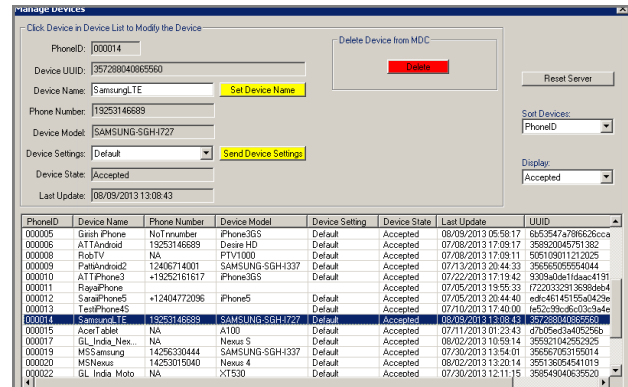 Manage Devices
Click Device in Device List to Modify the Device
PhoneID: 000014
Device UUID: 357288040865560
Device Name: SamsungLTE Set Device Name
Phone Number: 19253146689
Device Model: SAMSUNG-SGH-I727
Device Settings: Default Send Device Settings
Device State: Accepted
Last Update: 08/09/2013 13:08:43
Delete Device from MDC
Delete
Reset Server
Sort Devices:
PhoneID
Display:
Accepted
PhoneID Device Name Phone Number Device Model Device Setting Device State Last Update UUID
000005 Girish iPhone NoTnnumber iPhone3GS Default Accepted 08/09/2013 05:58:17 6b53547a78f6626cca
000006 ATTAndroid 19253146689 Desire HD Default Accepted 07/08/2013 17:09:17 358920045751382
000008 RobTV NA PTV1000 Default Accepted 07/08/2013 17:09:11 505109011212025
000009 PattiAndroid2 12406714001 SAMSUNG-SGH-I337 Default Accepted 07/13/2013 20:44:33 356565055554044
000010 ATTiPhone3 +19252161617 iPhone3GS Default Accepted 07/22/2013 17:19:42 9309a0de1fdaac4191
000011 RayaiPhone Default Accepted 07/05/2013 19:55:33 f7220332913698deb4
000012 SaraiiPhone5 +12404772096 iPhone5 Default Accepted 07/05/2013 20:44:40 edfc46145155a0429e
000013 TestiPhone4S Default Accepted 07/10/2013 17:40:00 fe52c99cd6c03c9a4e
000014 SamsungLTE 19253146689 SAMSUNG-SGH-I727 Default Accepted 08/09/2013 13:08:43 357288040865560
000015 AcerTablet NA A100 Default Accepted 07/11/2013 01:23:43 d7b05ed3a405256b
000017 GL_India_Nex... NA Nexus S Default Accepted 08/02/2013 10:59:14 355921042552925
000019 MSSamsung 14256330444 SAMSUNG-SGH-I337 Default Accepted 07/30/2013 13:54:01 356567053155014
000020 MSNexus 14253015040 Nexus 4 Default Accepted 08/02/2013 13:20:14 355136054541019
000022 GL India Moto NA XT530 Default Accepted 07/30/2013 12:11:15 358549040635520